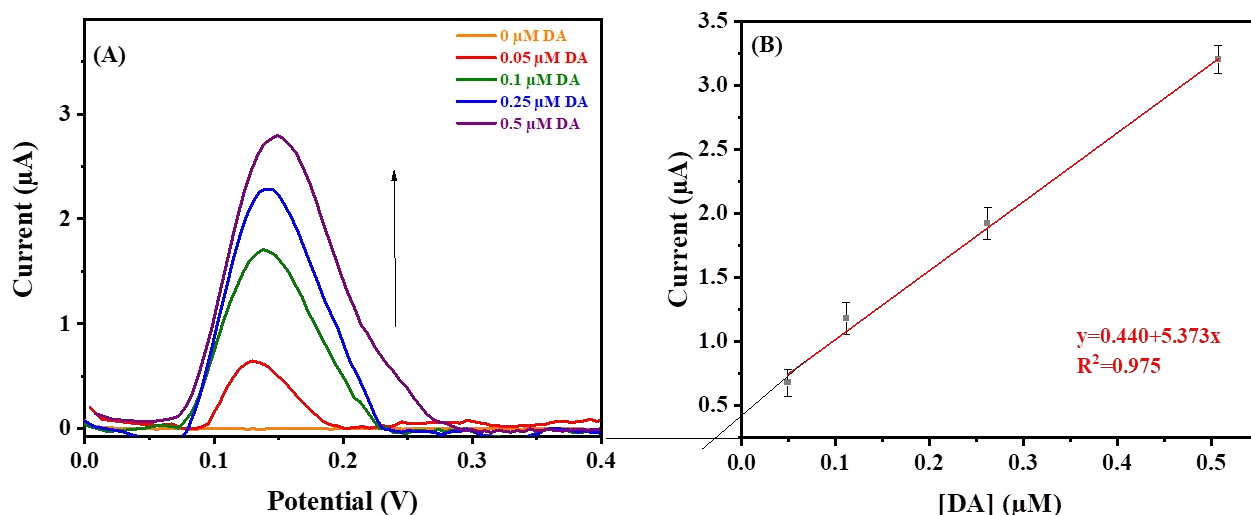 (A)
0 μM DA
0.05 μM DA
0.1 μM DA
0.25 μM DA
0.5 μM DA
Current (μA)
3
2
1
0
0.0 0.1 0.2 0.3 0.4
Potential (V)
(B)
Current (μA)
3.5
3.0
2.5
2.0
1.5
1.0
0.5
y=0.440+5.373x
R²=0.975
0.0 0.1 0.2 0.3 0.4 0.5
[DA] (μM)